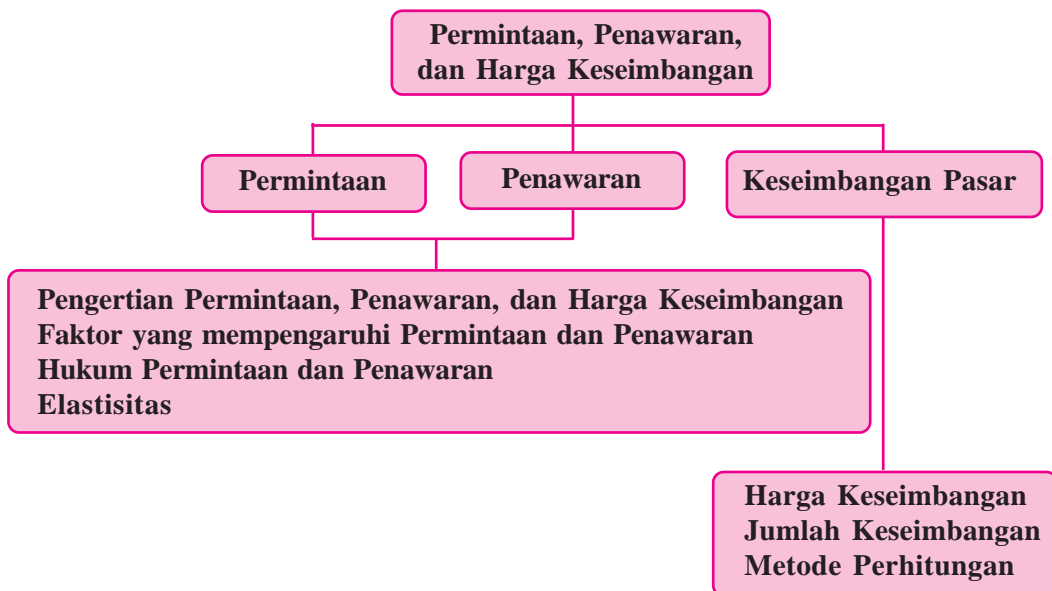 Permintaan, Penawaran,
dan Harga Keseimbangan
Permintaan
Penawaran
Keseimbangan Pasar
Pengertian Permintaan, Penawaran, dan Harga Keseimbangan
Faktor yang mempengaruhi Permintaan dan Penawaran
Hukum Permintaan dan Penawaran
Elastisitas
Harga Keseimbangan
Jumlah Keseimbangan
Metode Perhitungan